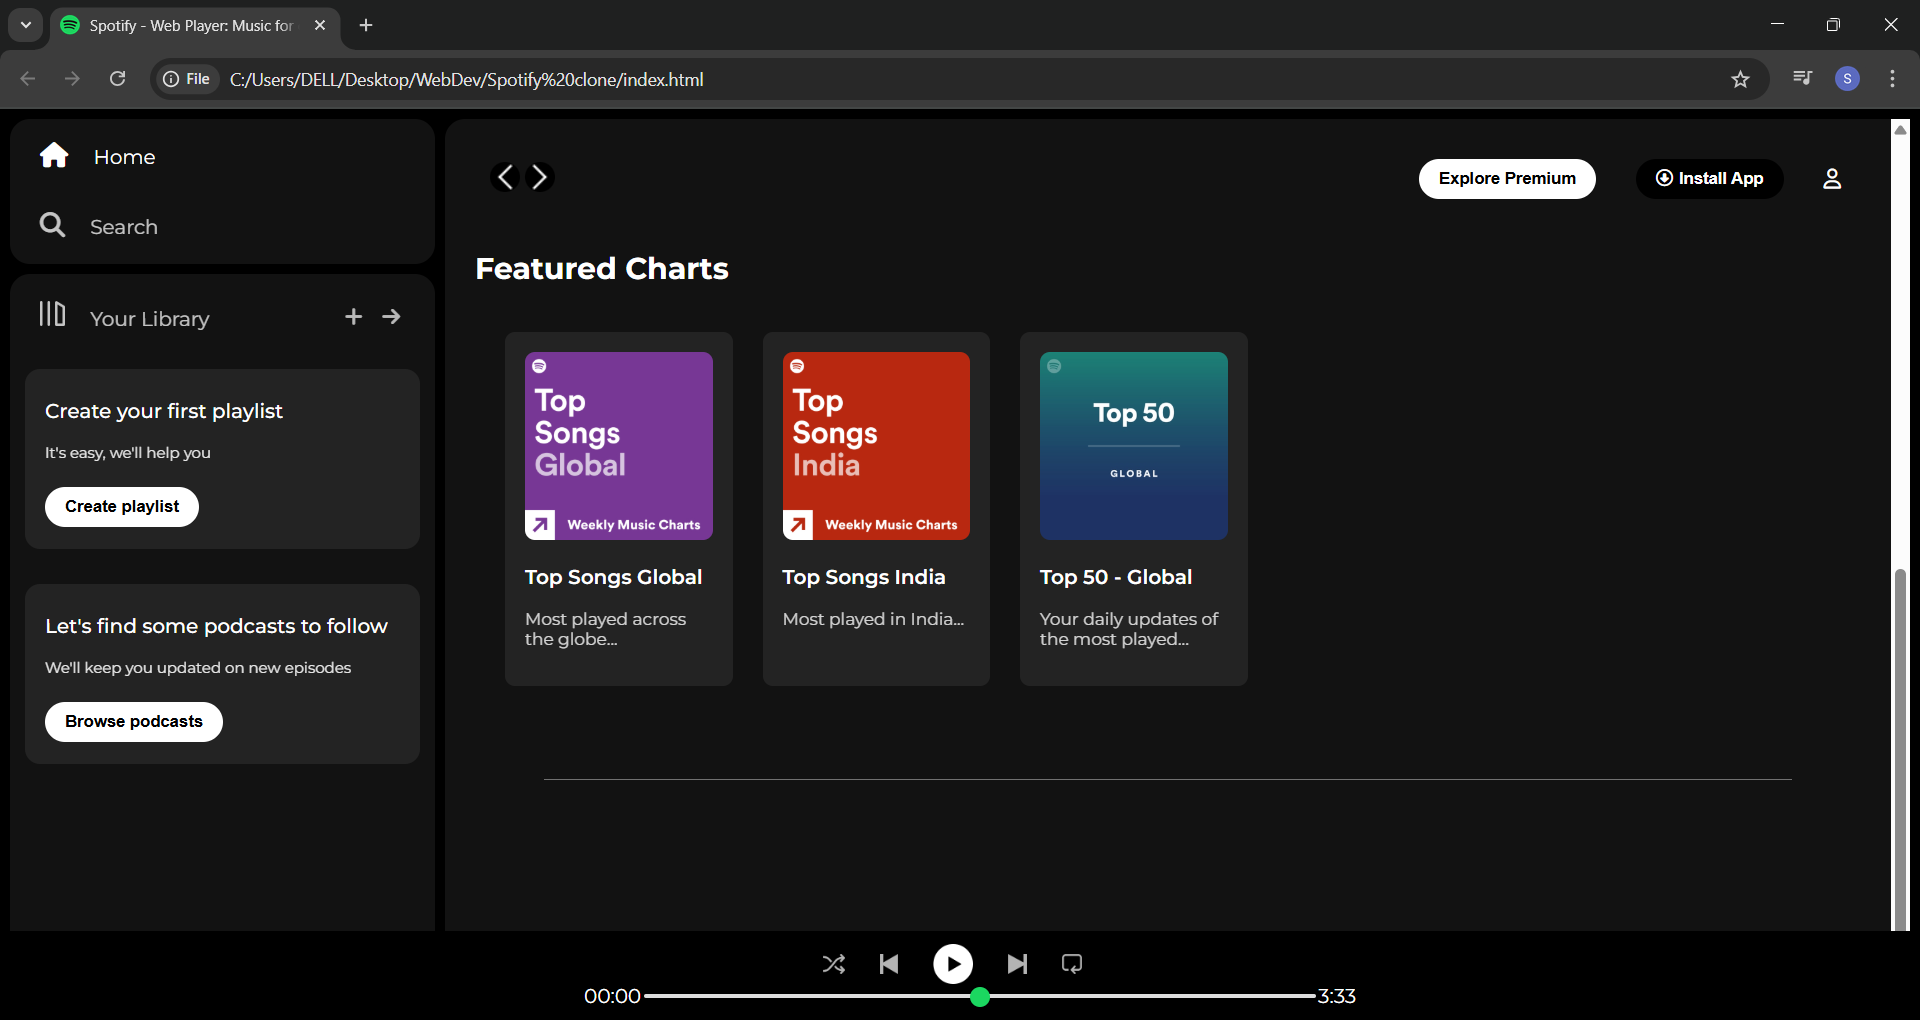 Spotify - Web Player: Music for
File
C:/Users/DELL/Desktop/WebDev/Spotify%20clone/index.html
S
Home
Search
Your Library
Create your first playlist
It's easy, we'll help you
Create playlist
Let's find some podcasts to follow
We'll keep you updated on new episodes
Browse podcasts
Explore Premium
Install App
Featured Charts
Top
Songs
Global
Weekly Music Charts
Top Songs Global
Most played across
the globe...
Top
Songs
India
Weekly Music Charts
Top Songs India
Most played in India...
Top 50
GLOBAL
Top 50 - Global
Your daily updates of
the most played...
00:00
3:33